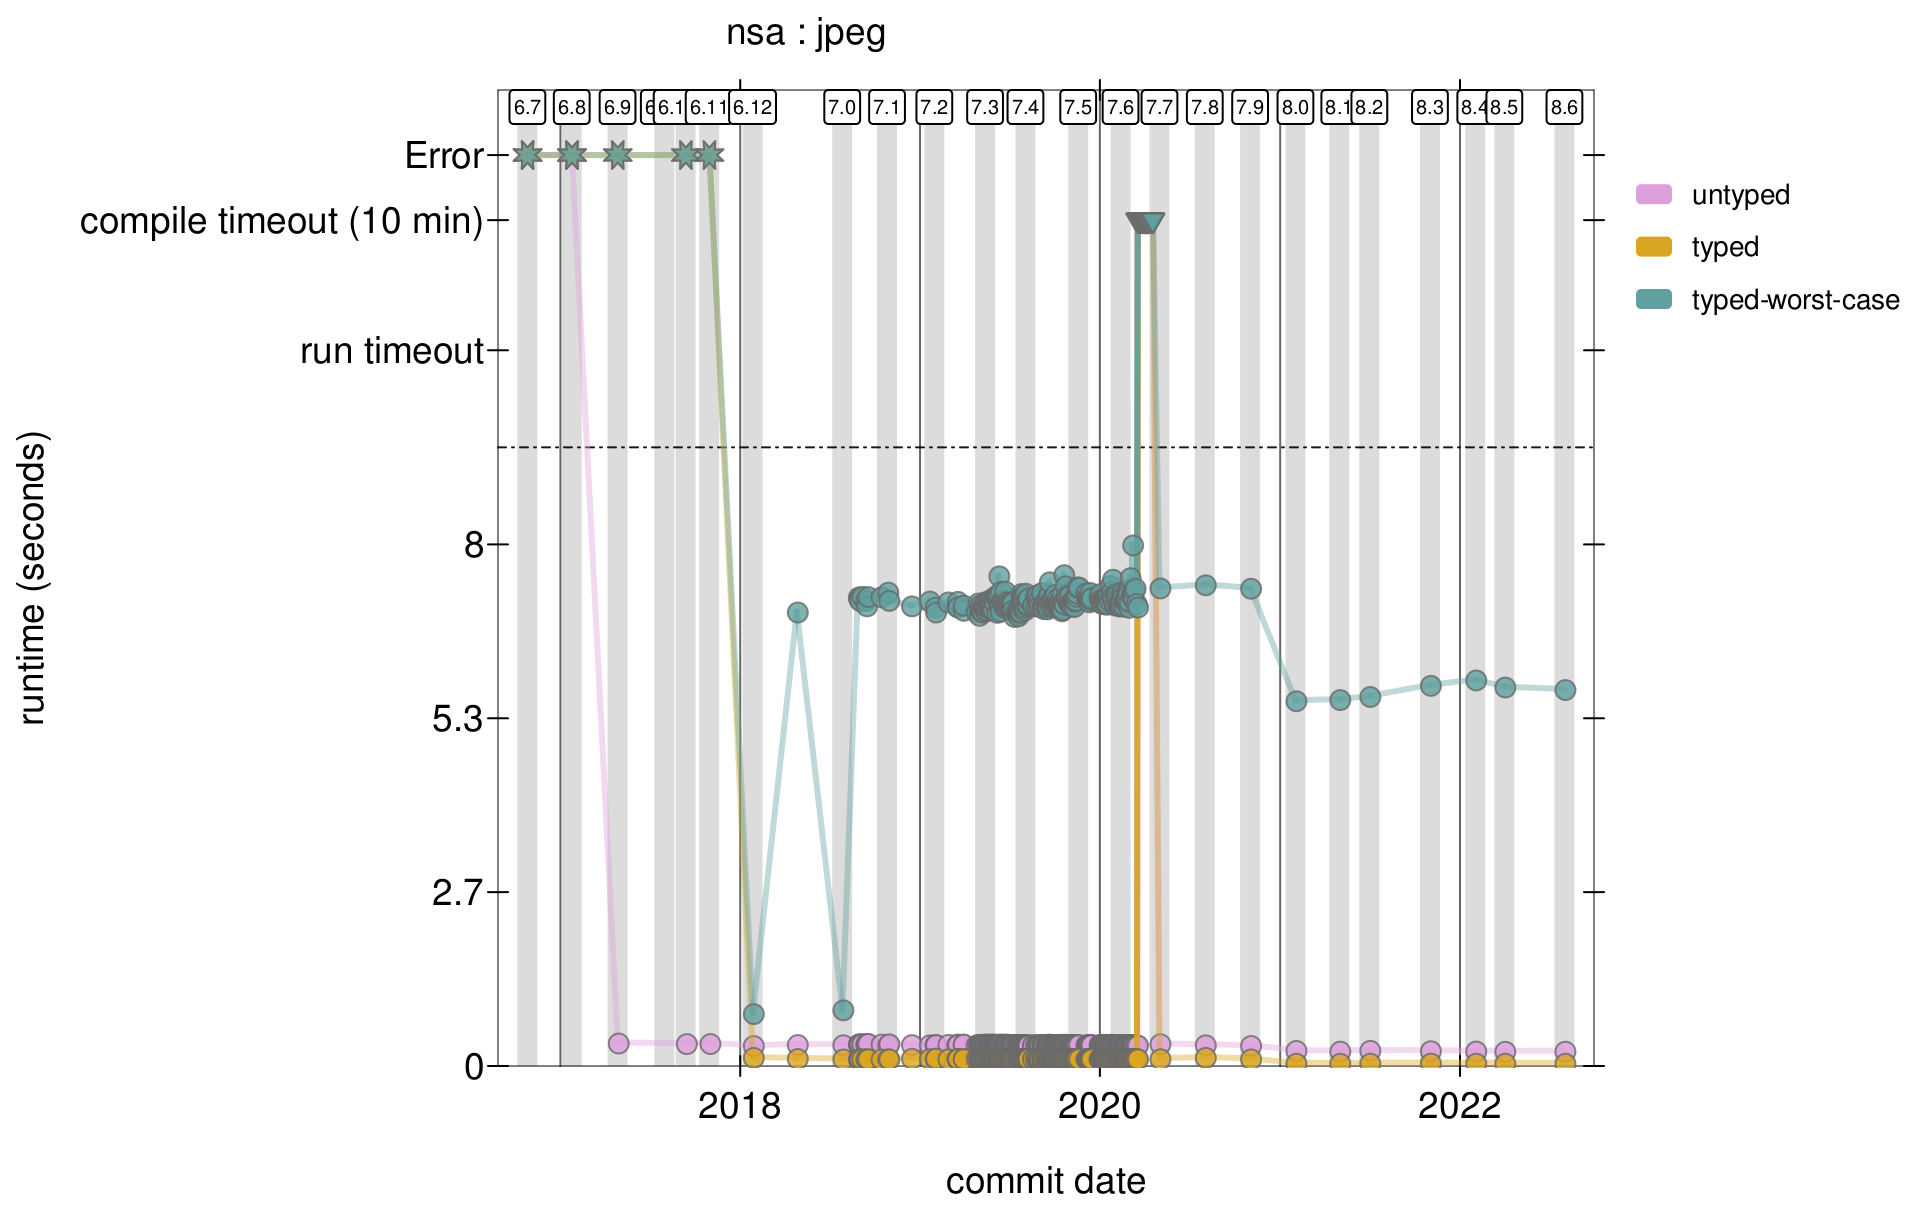 nsa : jpeg
6.7 6.8 6.9 6.11 6.12 7.0 7.1 7.2 7.3 7.4 7.5 7.6 7.7 7.8 7.9 8.0 8.1 8.2 8.3 8.4 8.5 8.6
Error
compile timeout (10 min)
run timeout
8
5.3
2.7
0
runtime (seconds)
2018 2020 2022
commit date
untyped
typed
typed-worst-case